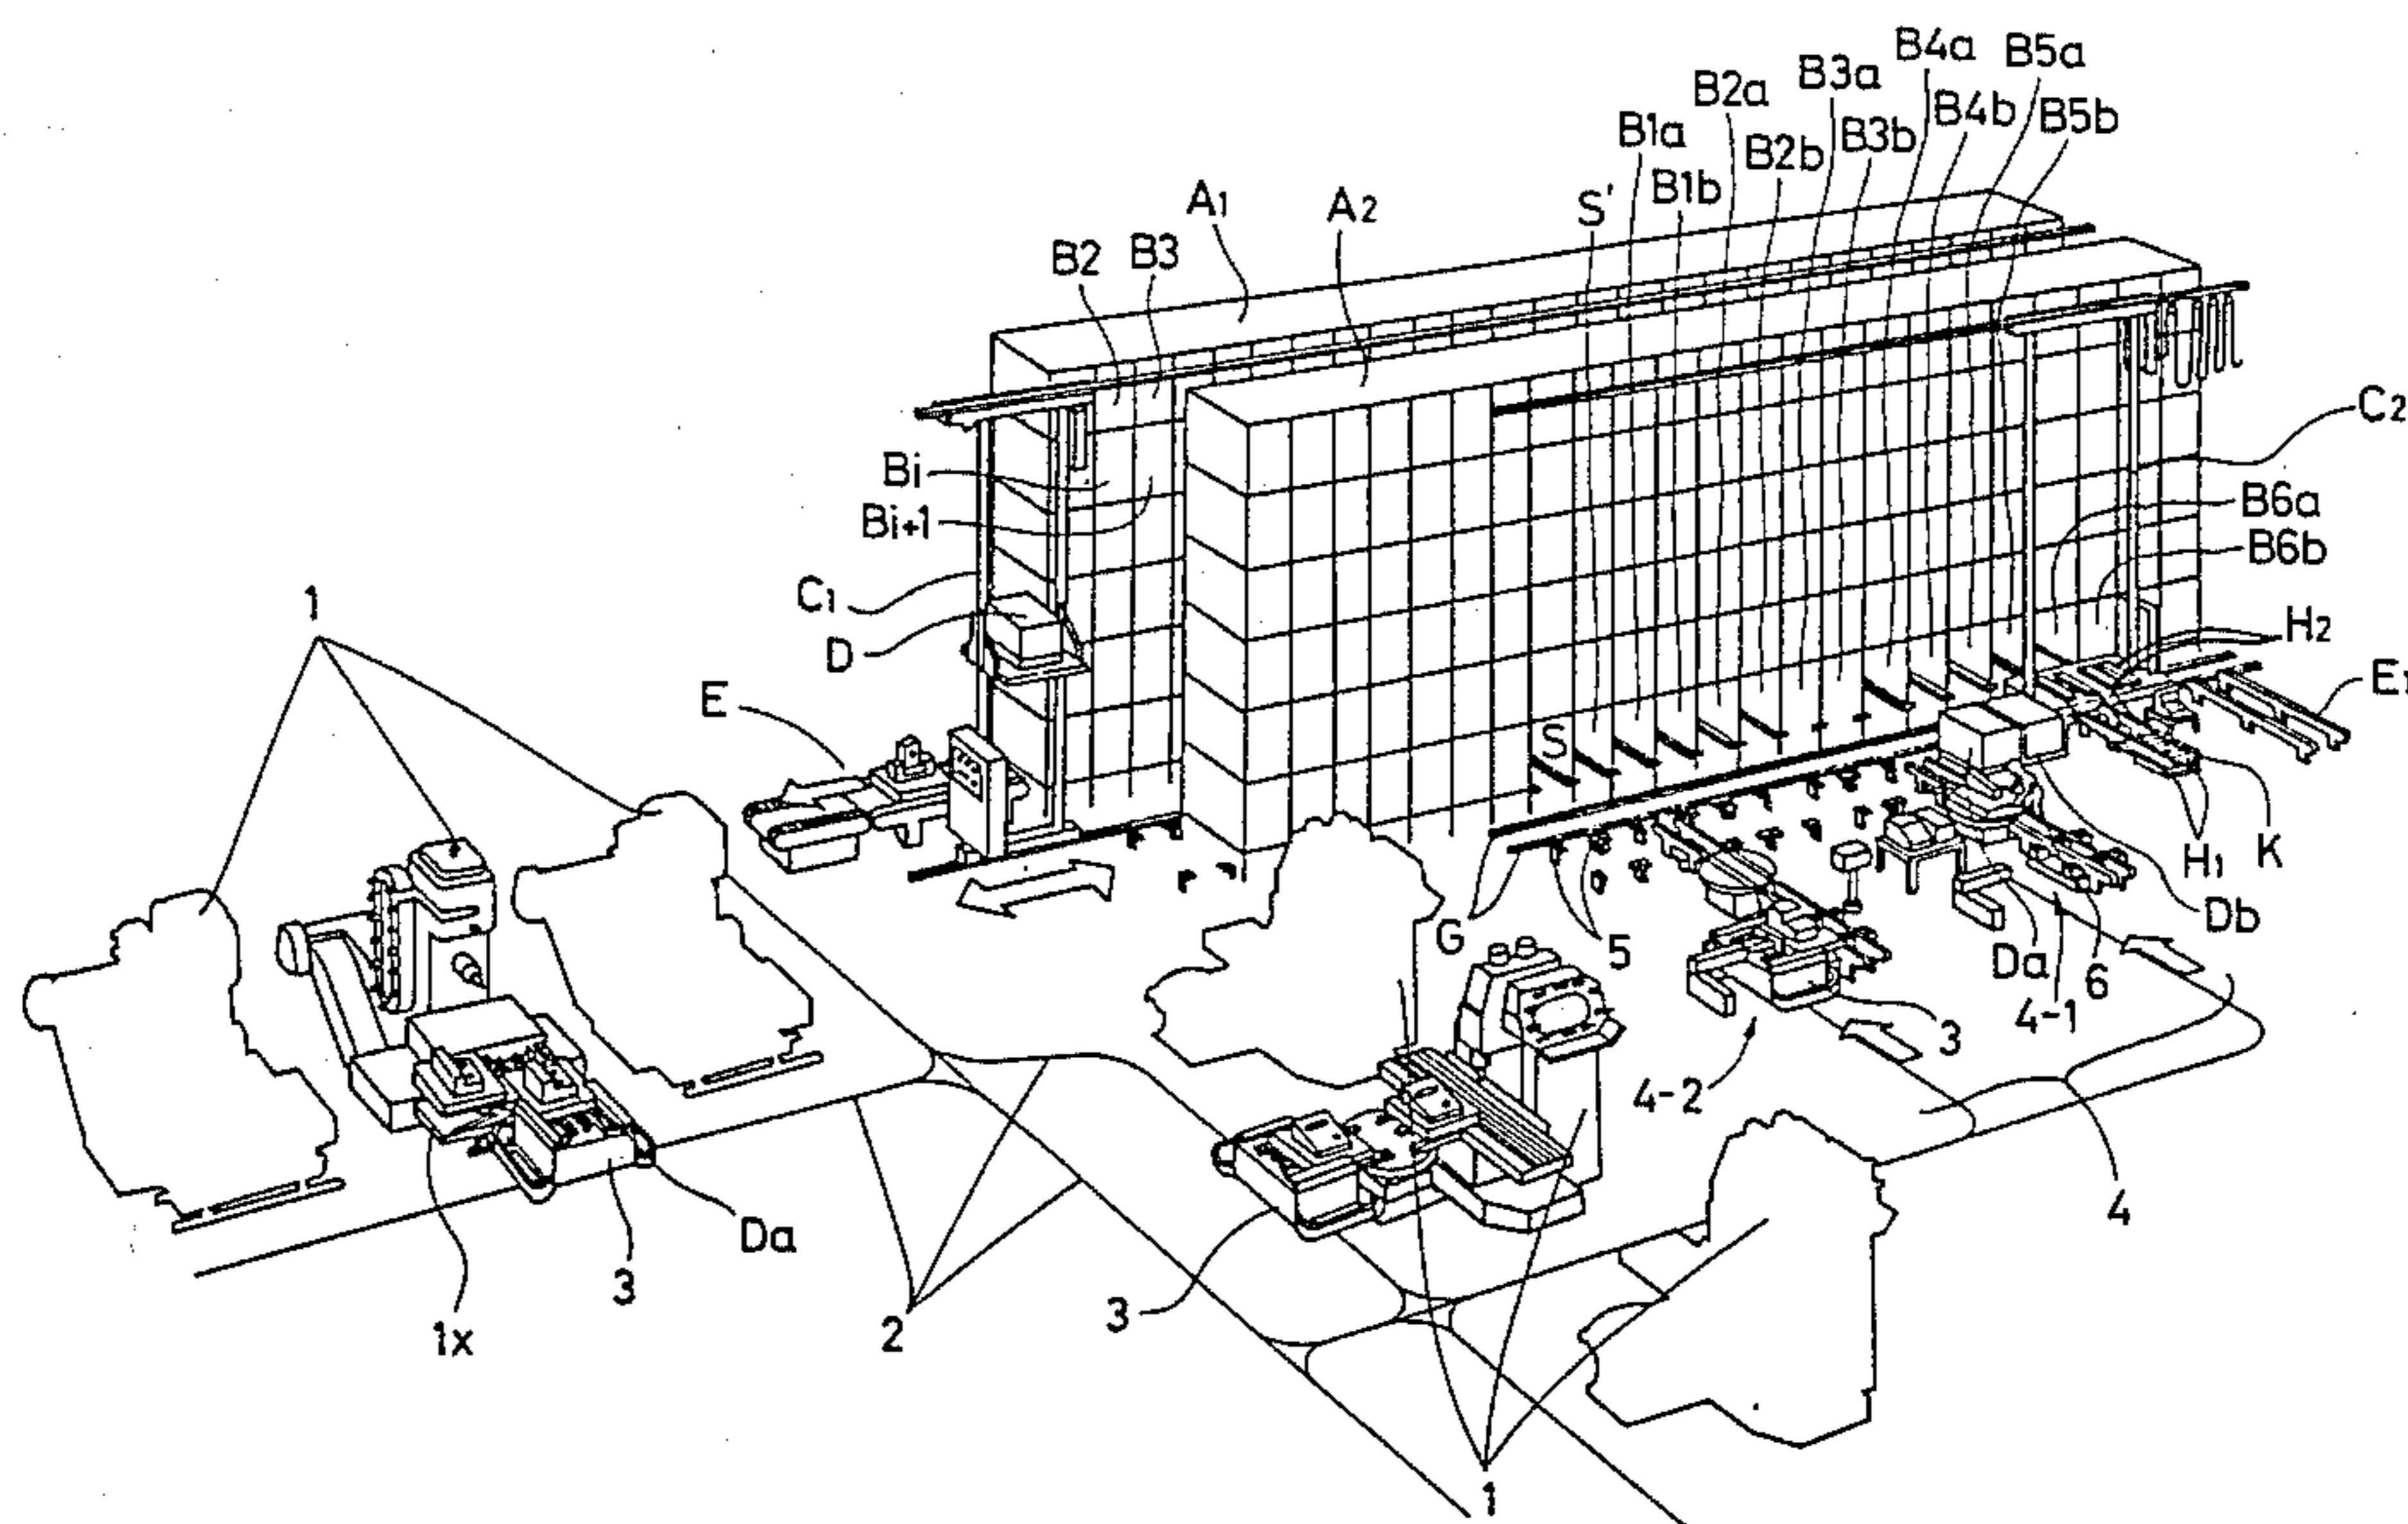 B4a B5a
B3a
B2a B4b B5b
B1a B3b
B2b
S' B1b
A1 A2
B2 B3
C2
Bi
B6a
Bi+1
B6b
C1
1
H2
D
E
E1
S
H1 K
Db
G 5
Da 6
4-1
3
4-2
4
Da
3
2
3
1x
1